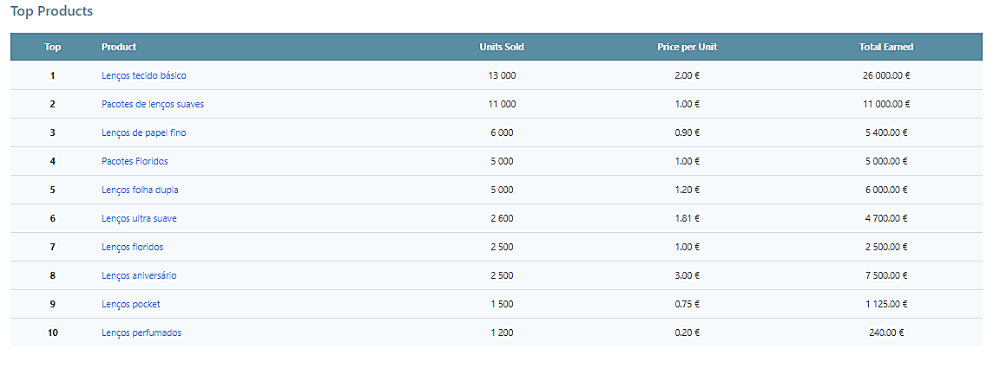 Top Products
Top Product Units Sold Price per Unit Total Earned
1 Lenços tecido básico 13 000 2.00 € 26 000.00 €
2 Pacotes de lenços suaves 11 000 1.00 € 11 000.00 €
3 Lenços de papel fino 6 000 0.90 € 5 400.00 €
4 Pacotes Floridos 5 000 1.00 € 5 000.00 €
5 Lenços folha dupla 5 000 1.20 € 6 000.00 €
6 Lenços ultra suave 2 600 1.81 € 4 700.00 €
7 Lenços floridos 2 500 1.00 € 2 500.00 €
8 Lenços aniversário 2 500 3.00 € 7 500.00 €
9 Lenços pocket 1 500 0.75 € 1 125.00 €
10 Lenços perfumados 1 200 0.20 € 240.00 €